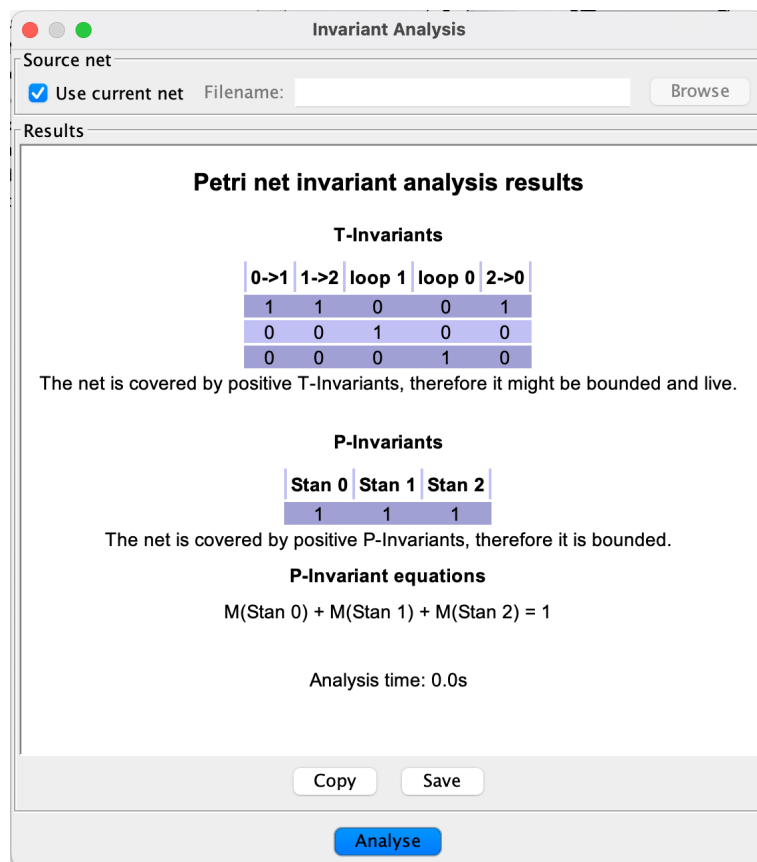 Invariant Analysis
Source net
Use current net Filename: Browse
Results
Petri net invariant analysis results
T-Invariants
0->1 1->2 loop 1 loop 0 2->0
1 1 0 0 1
0 0 1 0 0
0 0 0 1 0
The net is covered by positive T-Invariants, therefore it might be bounded and live.
P-Invariants
Stan 0 Stan 1 Stan 2
1 1 1
The net is covered by positive P-Invariants, therefore it is bounded.
P-Invariant equations
M(Stan 0) + M(Stan 1) + M(Stan 2) = 1
Analysis time: 0.0s
Copy Save
Analyse